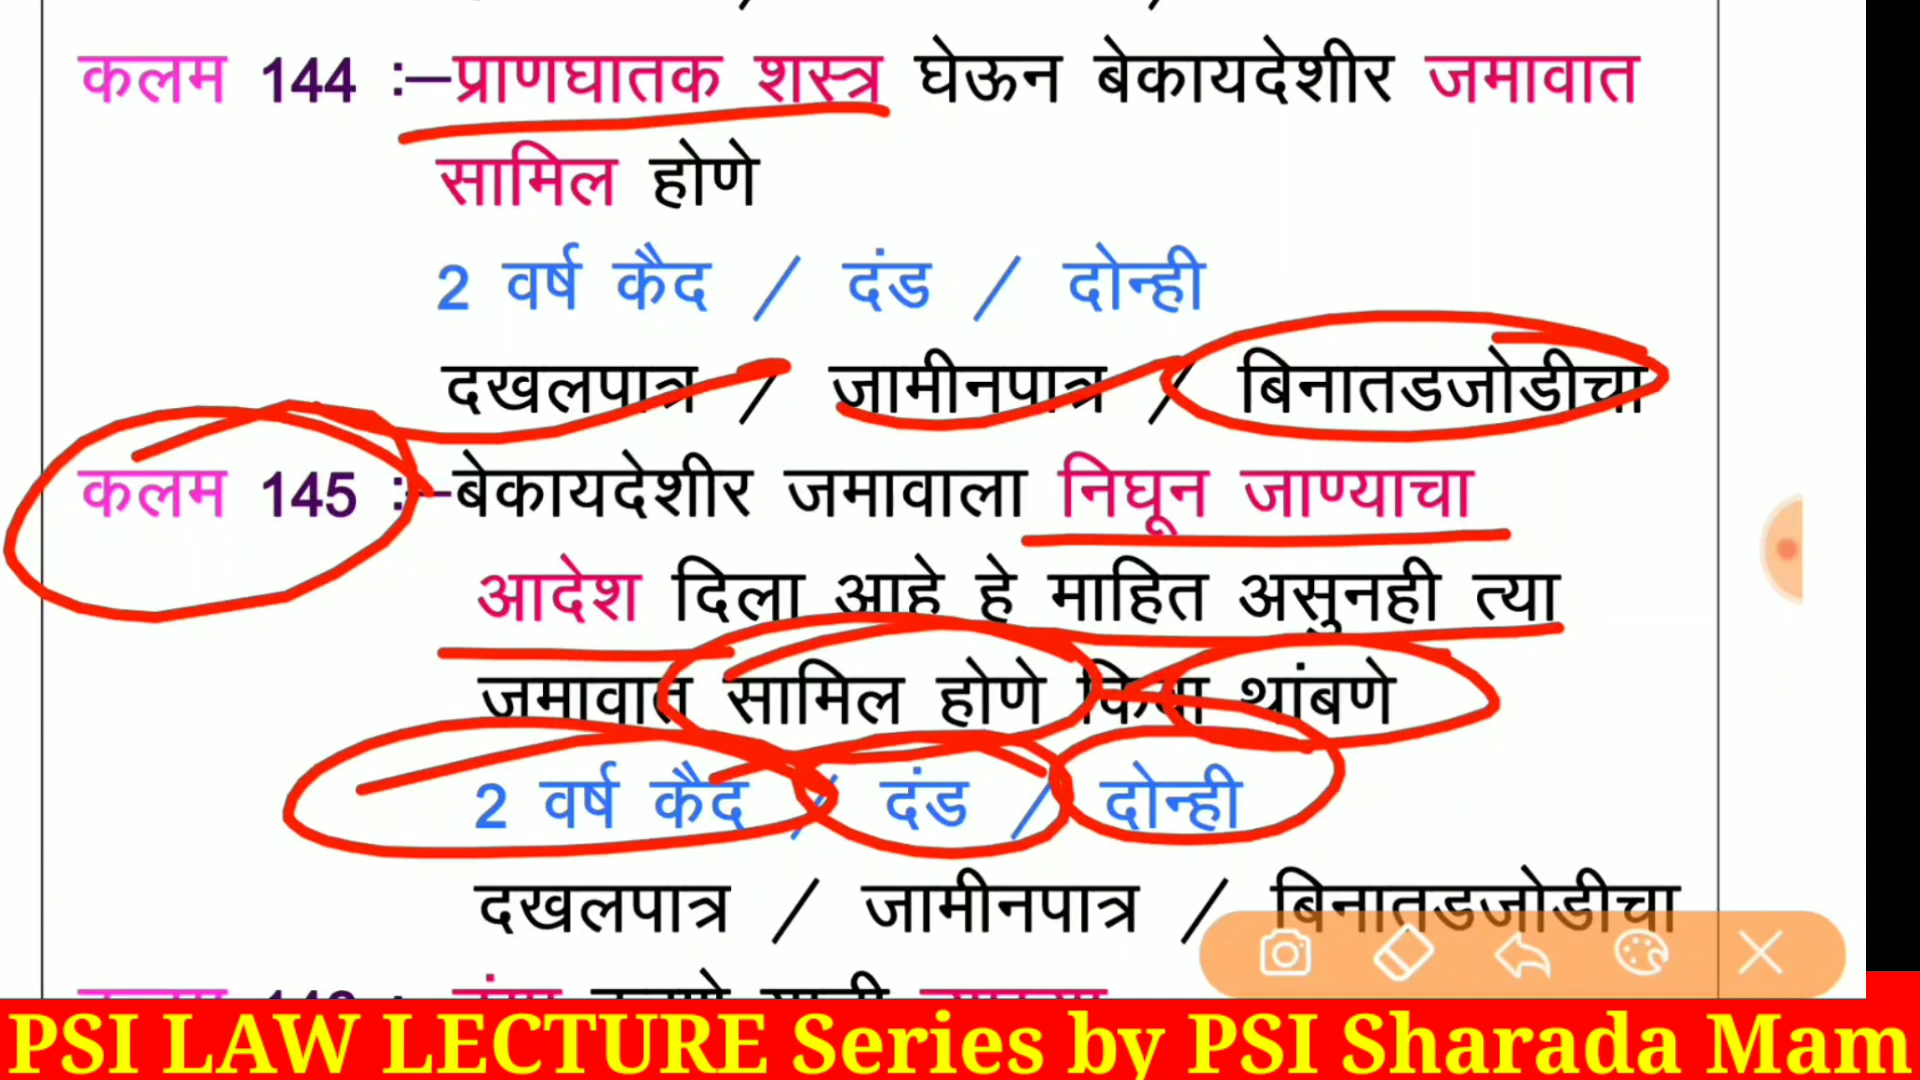 कलम 144 :–प्राणघातक शस्त्र घेऊन बेकायदेशीर जमावात
सामिल होणे
2 वर्ष कैद / दंड / दोन्ही
दखलपात्र / जामीनपात्र / बिनातडजोडीचा
कलम 145 :–बेकायदेशीर जमावाला निघून जाण्याचा
आदेश दिला आहे हे माहित असुनही त्या
जमावात सामिल होणे किंवा थांबणे
2 वर्ष कैद / दंड / दोन्ही
दखलपात्र / जामीनपात्र / बिनातडजोडीचा
PSI LAW LECTURE Series by PSI Sharada Mam